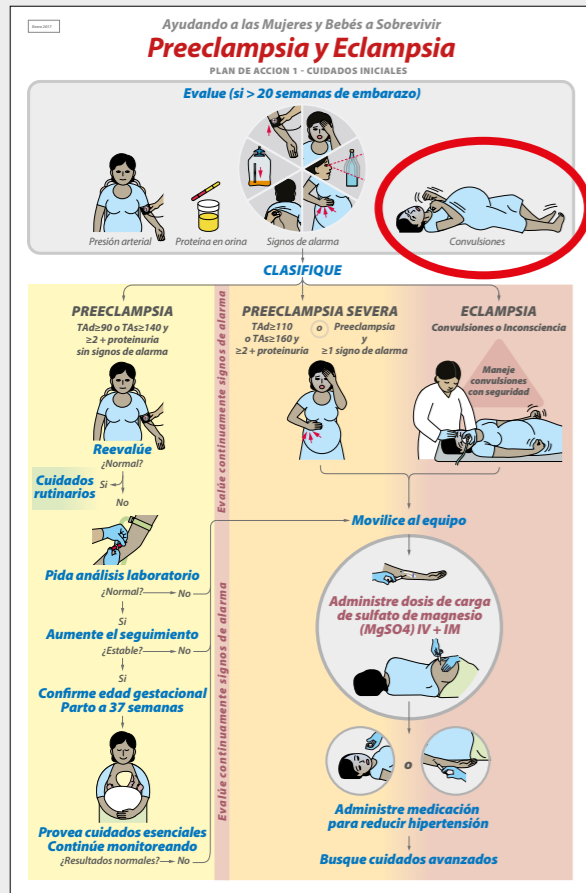 Enero 2017
Ayudando a las Mujeres y Bebés a Sobrevivir
Preeclampsia y Eclampsia
PLAN DE ACCION 1 - CUIDADOS INICIALES
Evalue (si > 20 semanas de embarazo)
Presión arterial
Proteína en orina
Signos de alarma
Convulsiones
CLASIFIQUE
PREECLAMPSIA
TAd≥90 o TAs≥140 y
≥2 + proteinuria
sin signos de alarma
Reevalúe
¿Normal?
Si
Cuidados
rutinarios
No
Pida análisis laboratorio
¿Normal?
No
Si
Aumente el seguimiento
¿Estable?
No
Si
Confirme edad gestacional
Parto a 37 semanas
Provea cuidados esenciales
Continúe monitoreando
¿Resultados normales?
No
Evalúe continuamente signos de alarma
Evalúe continuamente signos de alarma
PREECLAMPSIA SEVERA
TAd≥110
o TAs≥160 y
≥2 + proteinuria
o
Preeclampsia
y
≥1 signo de alarma
ECLAMPSIA
Convulsiones o Inconsciencia
Maneje
convulsiones
con seguridad
Movilice al equipo
Administre dosis de carga
de sulfato de magnesio
(MgSO4) IV + IM
o
Administre medicación
para reducir hipertensión
Busque cuidados avanzados